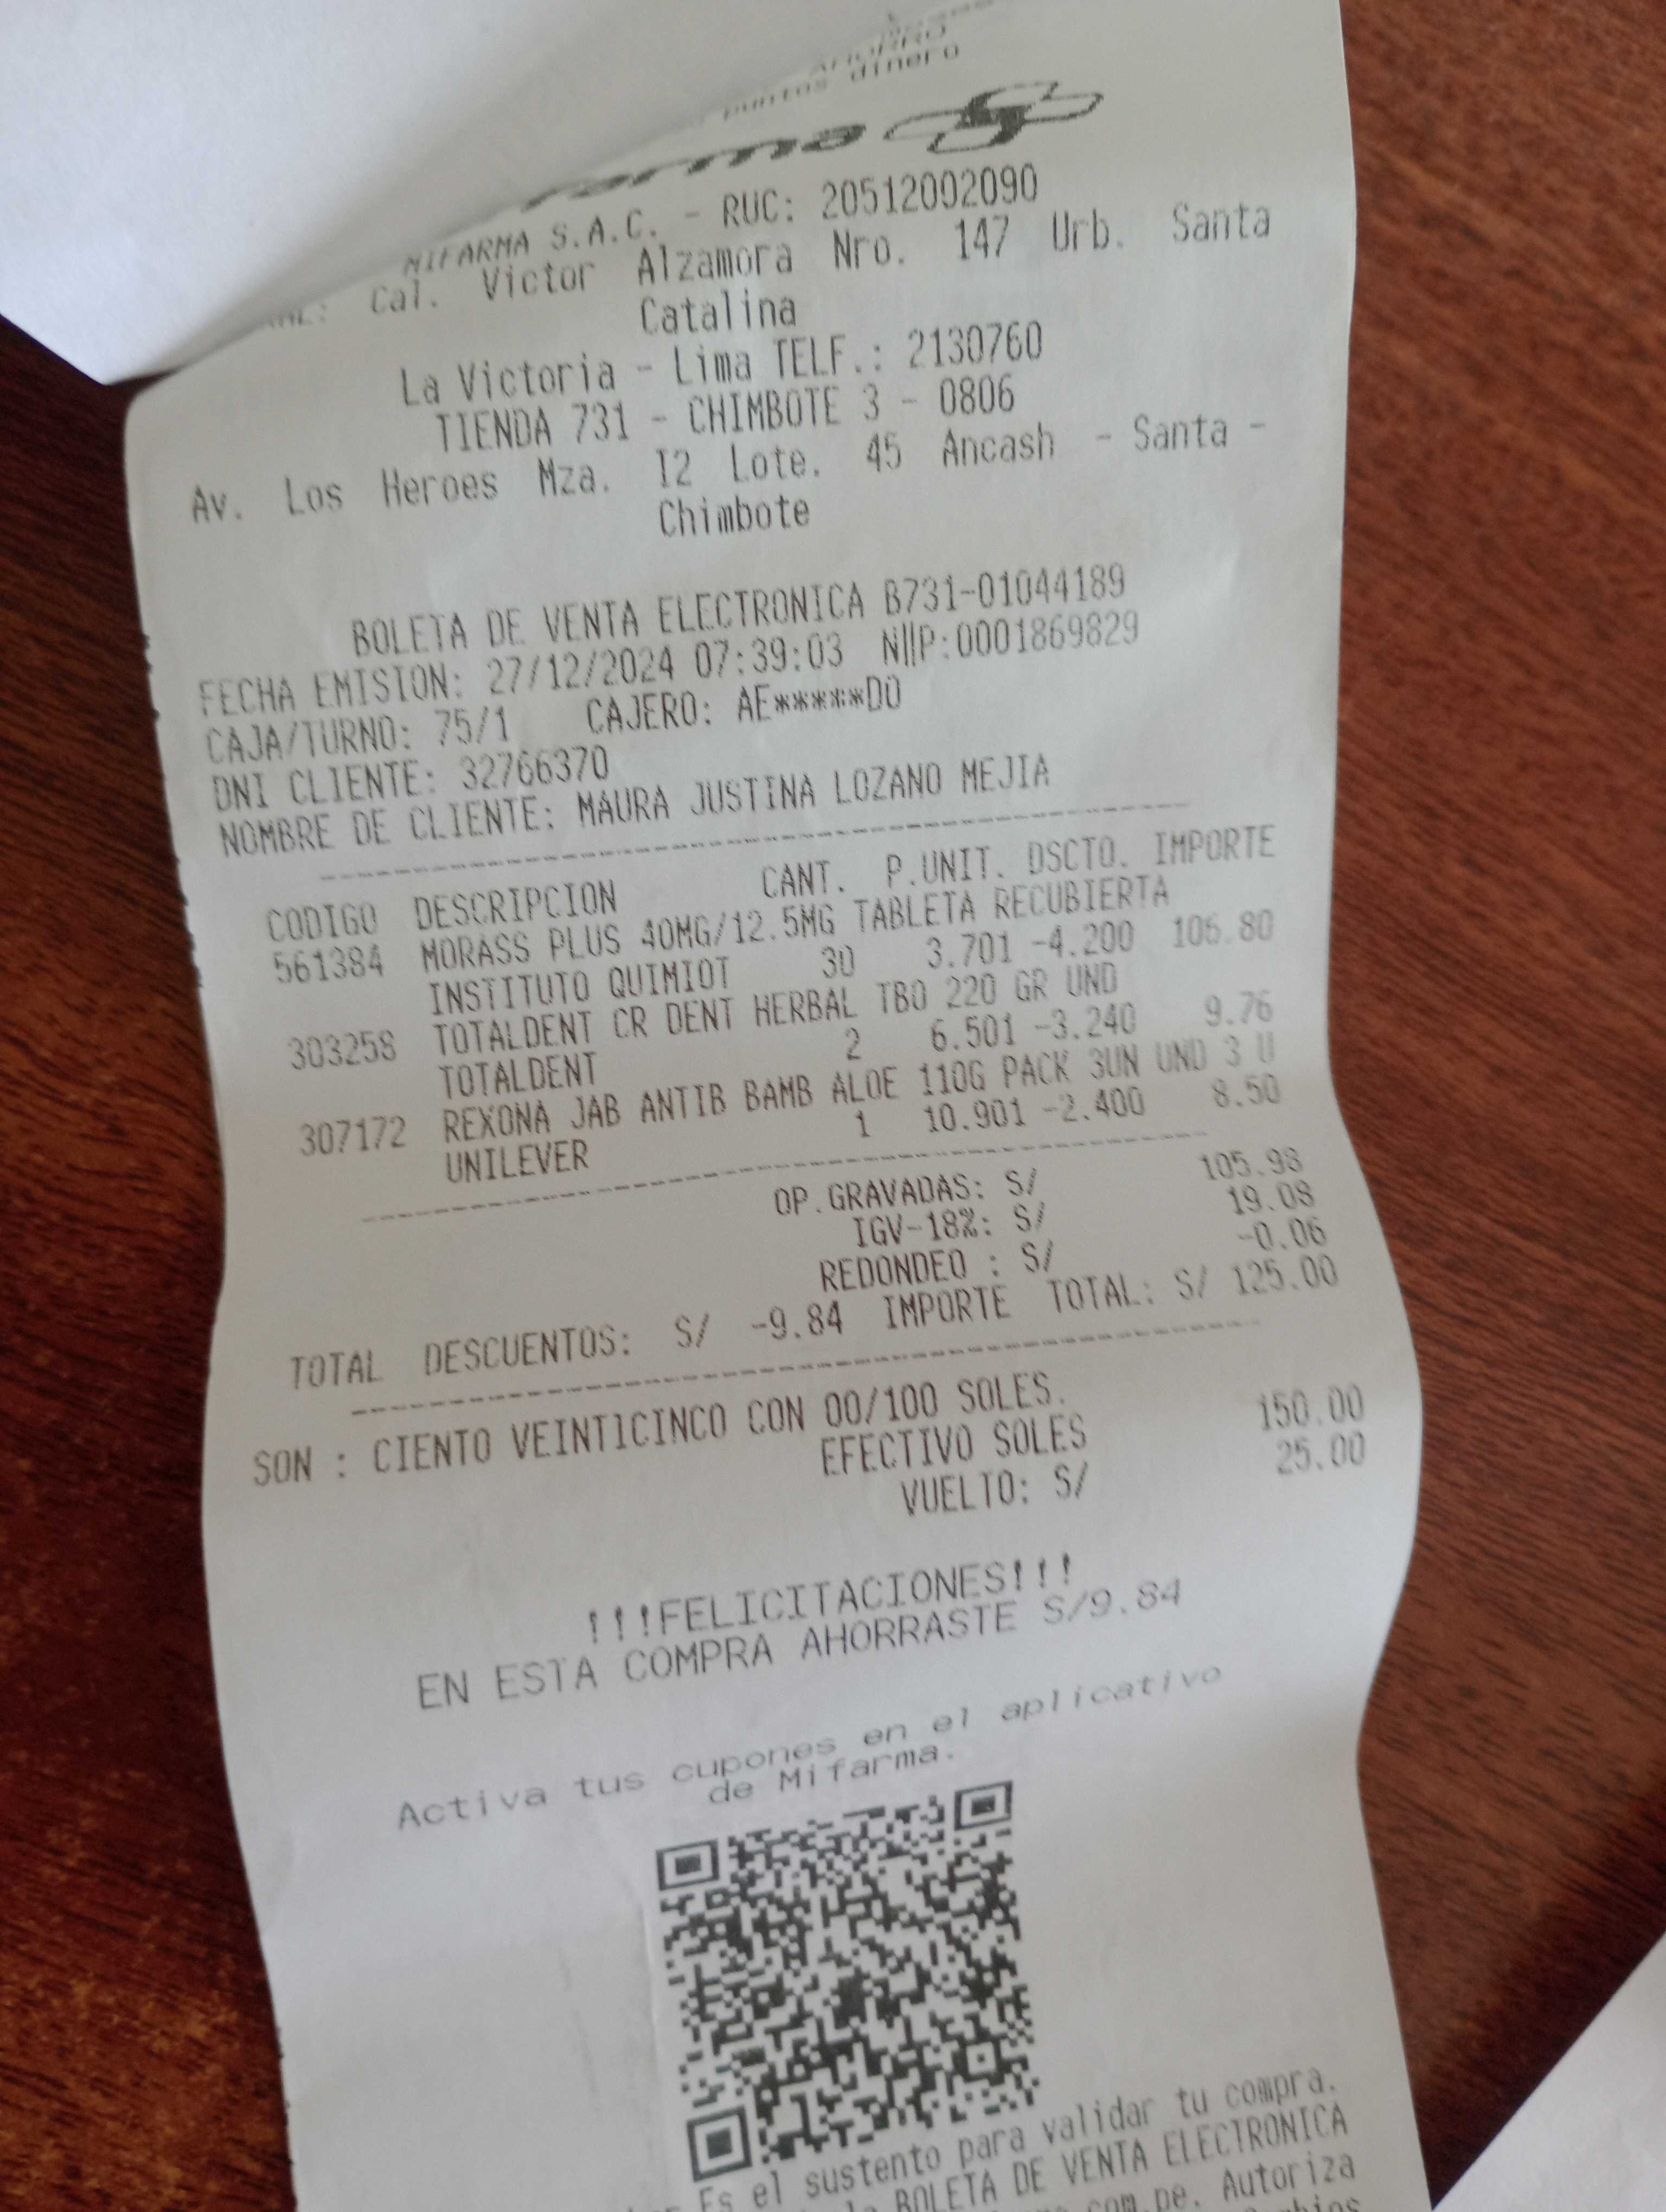 AHORRO
puntos dinero
farma
MIFARMA S.A.C. - RUC: 20512002090
Cal. Victor Alzamora Nro. 147 Urb. Santa
Catalina
La Victoria - Lima TELF.: 2130760
TIENDA 731 - CHIMBOTE 3 - 0806
Av. Los Heroes Mza. I2 Lote. 45 Ancash - Santa -
Chimbote
BOLETA DE VENTA ELECTRONICA B731-01044189
FECHA EMISION: 27/12/2024 07:39:03 N||P:0001869829
CAJA/TURNO: 75/1 CAJERO: AE*****DO
DNI CLIENTE: 32766370
NOMBRE DE CLIENTE: MAURA JUSTINA LOZANO MEJIA
CODIGO DESCRIPCION CANT. P.UNIT. DSCTO. IMPORTE
561384 MORASS PLUS 40MG/12.5MG TABLETA RECUBIERTA
INSTITUTO QUIMIOT 30 3.701 -4.200 106.80
303258 TOTALDENT CR DENT HERBAL TBO 220 GR UND
TOTALDENT 2 6.501 -3.240 9.76
307172 REXONA JAB ANTIB BAMB ALOE 110G PACK 3UN UND 3 U
UNILEVER 1 10.901 -2.400 8.50
OP.GRAVADAS: S/ 105.98
IGV-18%: S/ 19.08
REDONDEO : S/ -0.06
TOTAL DESCUENTOS: S/ -9.84 IMPORTE TOTAL: S/ 125.00
SON : CIENTO VEINTICINCO CON 00/100 SOLES.
EFECTIVO SOLES 150.00
VUELTO: S/ 25.00
!!!FELICITACIONES!!!
EN ESTA COMPRA AHORRASTE S/9.84
Activa tus cupones en el aplicativo
de Mifarma.
Es el sustento para validar tu compra.
BOLETA DE VENTA ELECTRONICA
com.pe. Autoriza